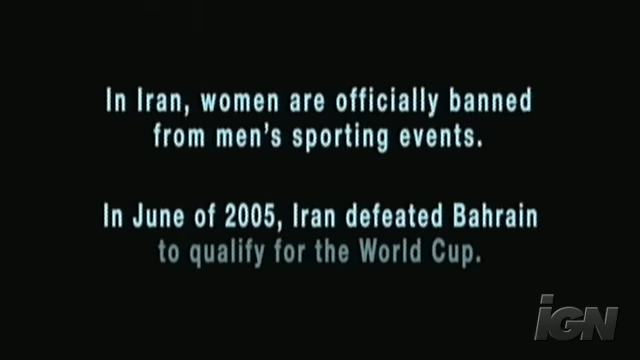 In Iran, women are officially banned
from men's sporting events.
In June of 2005, Iran defeated Bahrain
to qualify for the World Cup.
IGN